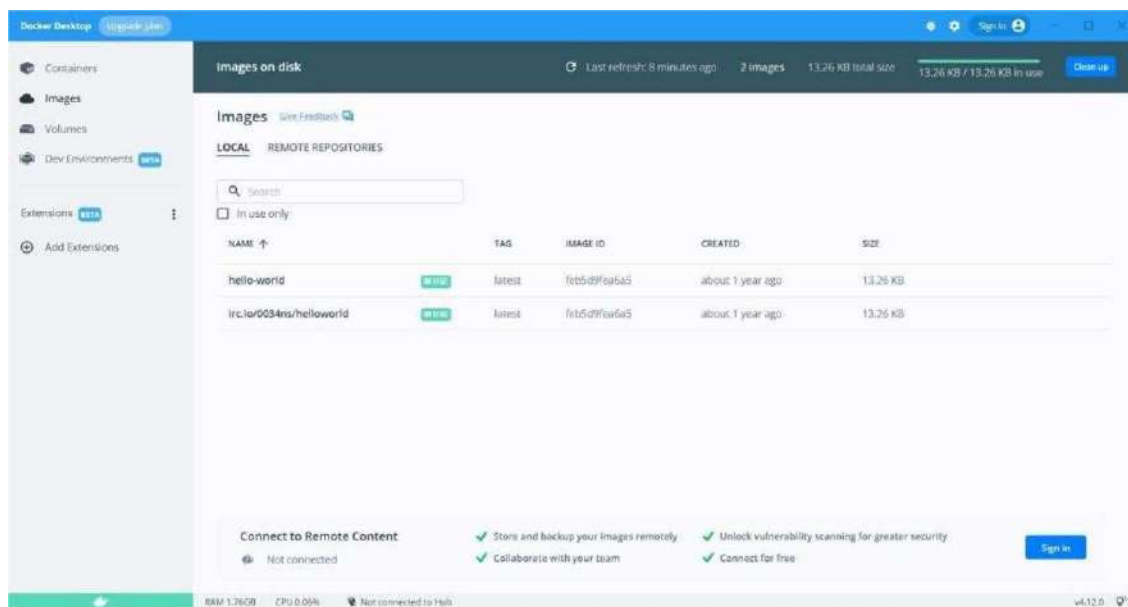 Docker Desktop Upgrade plan Sign in
Containers
Images
Volumes
Dev Environments BETA
Extensions BETA
Add Extensions
Images on disk Last refresh: 8 minutes ago 2 images 13.26 KB total size 13.26 KB / 13.26 KB in use Clean up
Images Give Feedback
LOCAL REMOTE REPOSITORIES
Search
In use only
NAME TAG IMAGE ID CREATED SIZE
hello-world IN USE latest feb5d9fea6a5 about 1 year ago 13.26 KB
irc.io/0034ns/helloworld IN USE latest feb5d9fea6a5 about 1 year ago 13.26 KB
Connect to Remote Content
Not connected
Store and backup your images remotely
Collaborate with your team
Unlock vulnerability scanning for greater security
Connect for free
Sign in
RAM 1.76GB CPU 0.06% Not connected to Hub v4.12.0